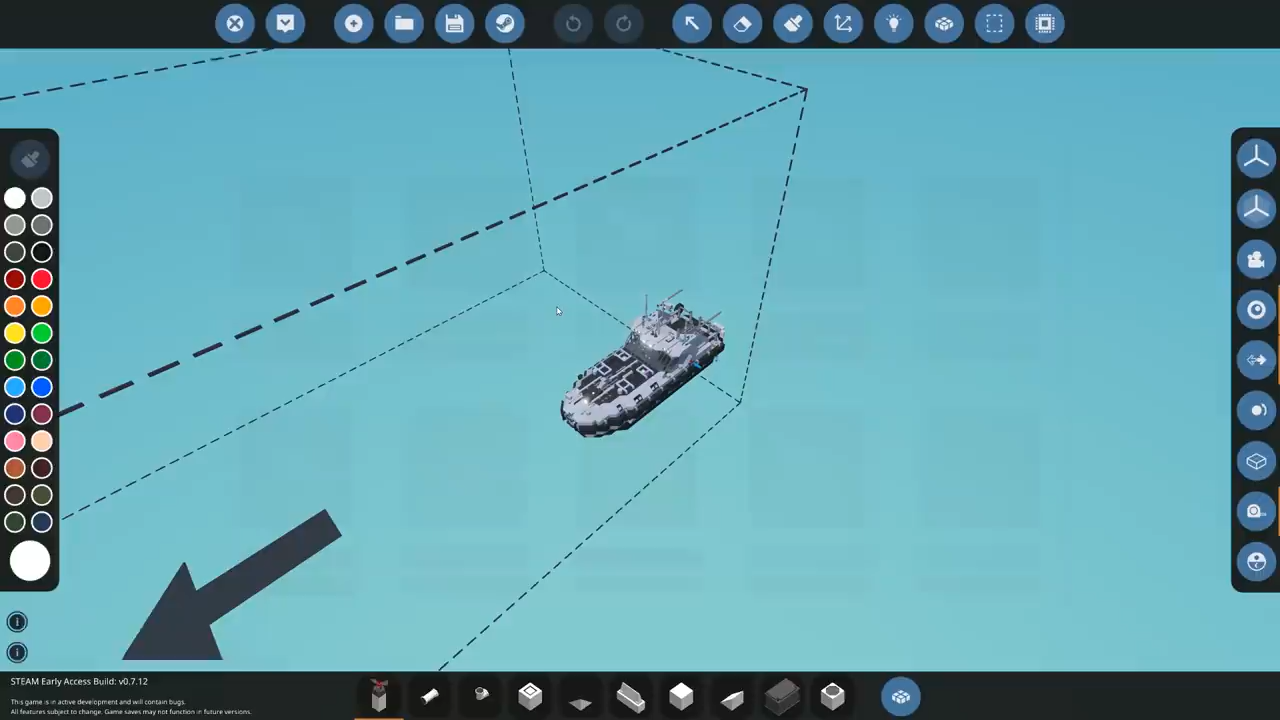 STEAM Early Access Build: v0.7.12
This game is in active development and will contain bugs.
All features subject to change. Game saves may not function in future versions.